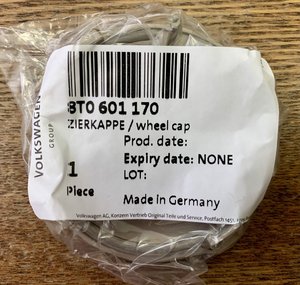 VOLKSWAGEN
GROUP
8T0 601 170
ZIERKAPPE / wheel cap
Prod. date:
Expiry date: NONE
1
LOT:
Piece
Made in Germany
Volkswagen AG, Konzern Vertrieb Original Teile und Service, Postfach